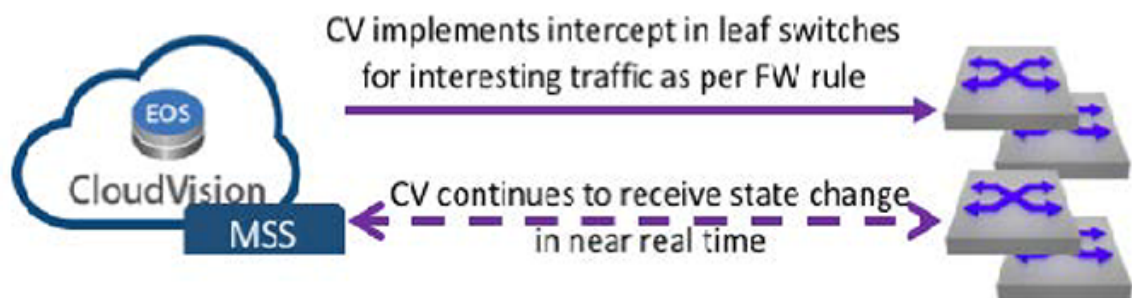 CV implements intercept in leaf switches
for interesting traffic as per FW rule
EOS
CloudVision
MSS
CV continues to receive state change
in near real time